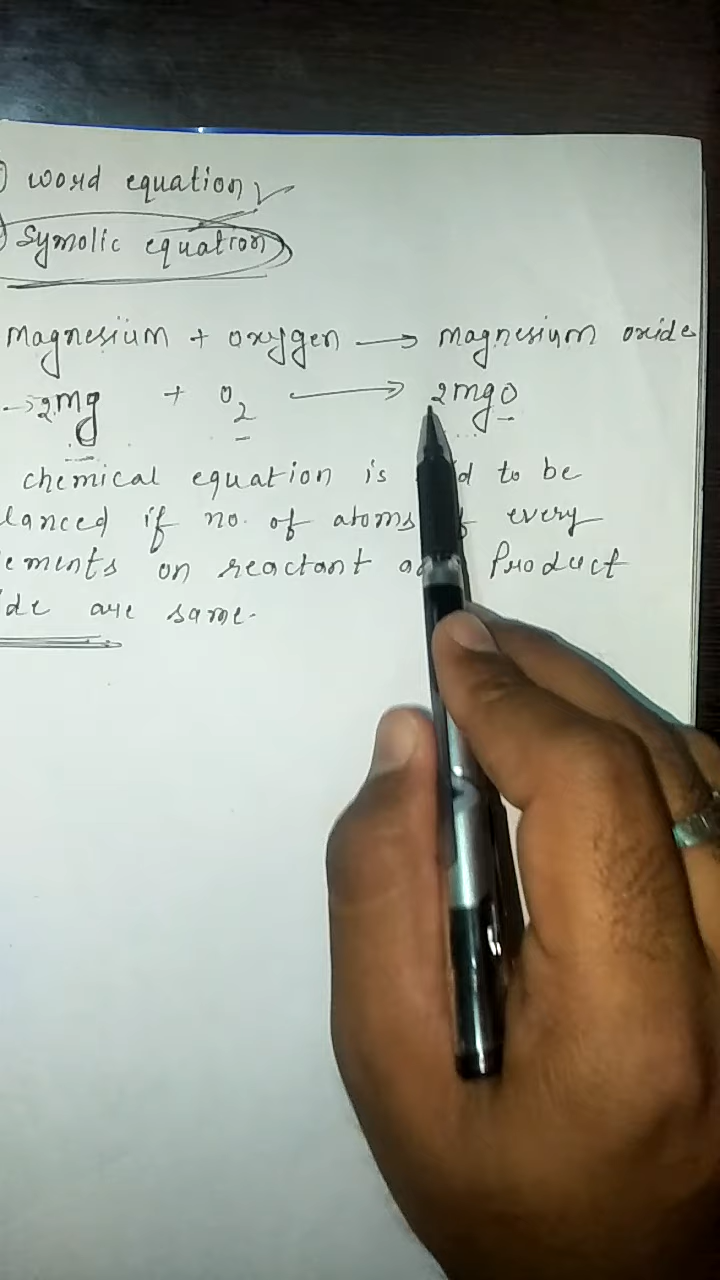 ) word equation
) Symolic equation
magnesium + oxygen → magnesium oxide
→ 2mg + O₂ → 2mgO
chemical equation is d to be
lanced if no. of atoms f every
ements on reactant a Product
de are same.